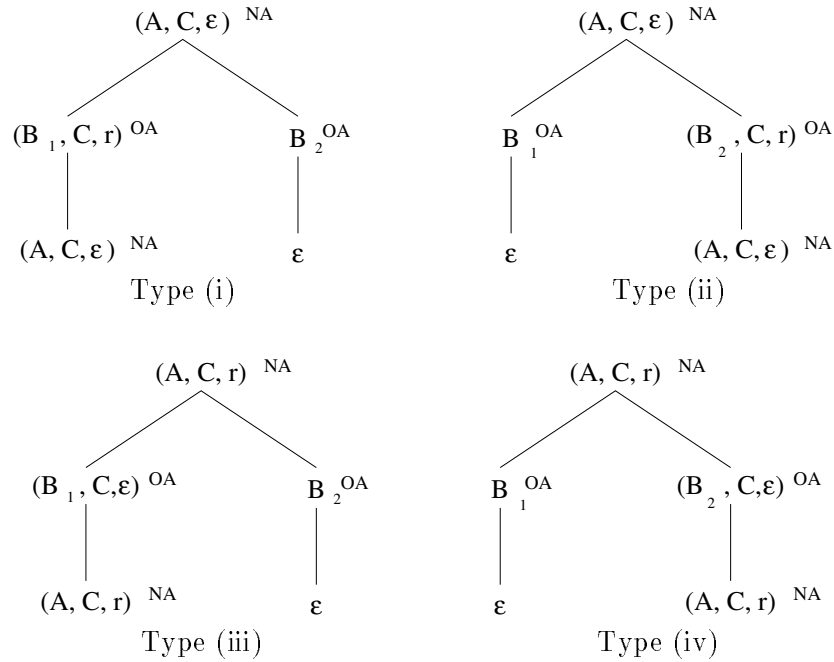 (A, C, ε) NA (A, C, ε) NA
(B 1 , C, r) OA B 2 OA B 1 OA (B 2 , C, r) OA
(A, C, ε) NA ε ε (A, C, ε) NA
Type (i) Type (ii)
(A, C, r) NA (A, C, r) NA
(B 1 , C, ε) OA B 2 OA B 1 OA (B 2 , C, ε) OA
(A, C, r) NA ε ε (A, C, r) NA
Type (iii) Type (iv)